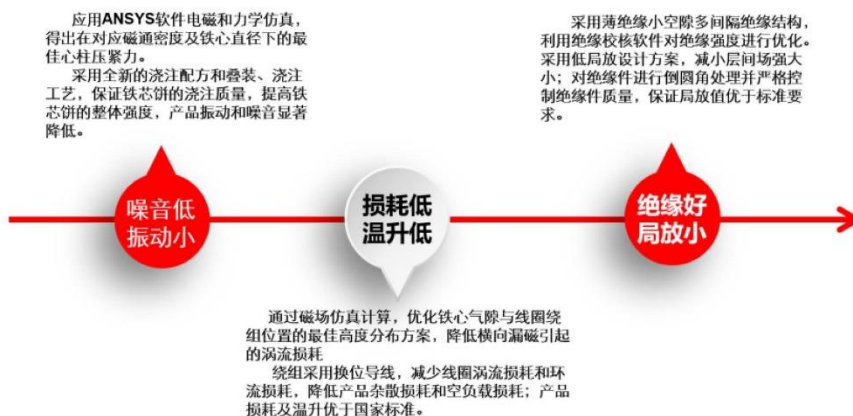 应用ANSYS软件电磁和力学仿真，
得出在对应磁通密度及铁心直径下的最
佳心柱压紧力。
采用全新的浇注配方和叠装、浇注
工艺，保证铁芯饼的浇注质量，提高铁
芯饼的整体强度，产品振动和噪音显著
降低。
采用薄绝缘小空隙多间隔绝缘结构，
利用绝缘校核软件对绝缘强度进行优化。
采用低局放设计方案，减小层间场强大
小；对绝缘件进行倒圆角处理并严格控
制绝缘件质量，保证局放值优于标准要
求。
噪音低
振动小
损耗低
温升低
绝缘好
局放小
通过磁场仿真计算，优化铁心气隙与线圈绕
组位置的最佳高度分布方案，降低横向漏磁引起
的涡流损耗
绕组采用换位导线，减少线圈涡流损耗和环
流损耗，降低产品杂散损耗和空负载损耗；产品
损耗及温升优于国家标准。